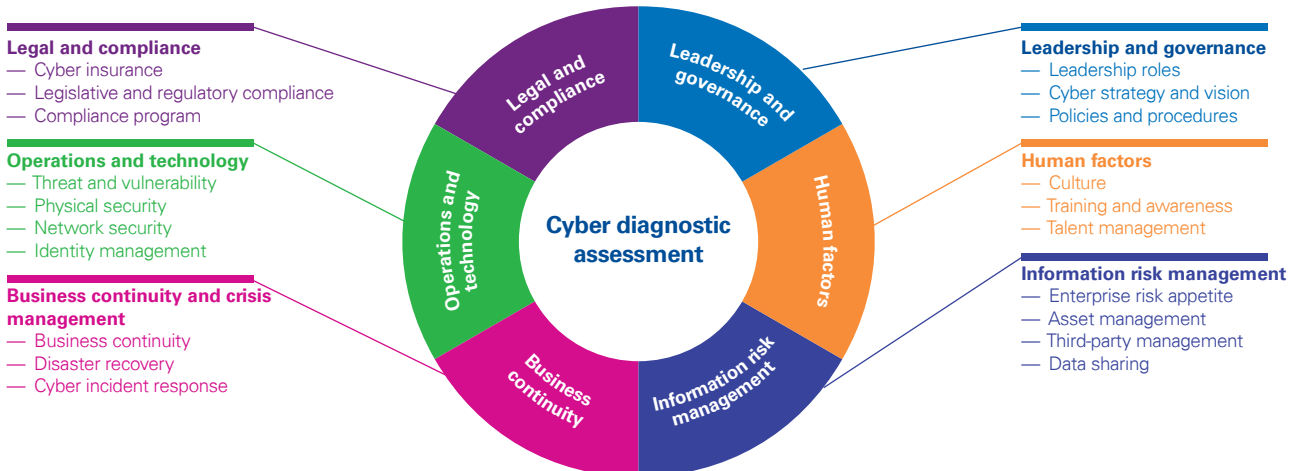 Legal and compliance
— Cyber insurance
— Legislative and regulatory compliance
— Compliance program
Operations and technology
— Threat and vulnerability
— Physical security
— Network security
— Identity management
Business continuity and crisis
management
— Business continuity
— Disaster recovery
— Cyber incident response
Legal and
compliance
Leadership and
governance
Operations and
technology
Cyber diagnostic
assessment
Human factors
Business
continuity
Information risk
management
Leadership and governance
— Leadership roles
— Cyber strategy and vision
— Policies and procedures
Human factors
— Culture
— Training and awareness
— Talent management
Information risk management
— Enterprise risk appetite
— Asset management
— Third-party management
— Data sharing